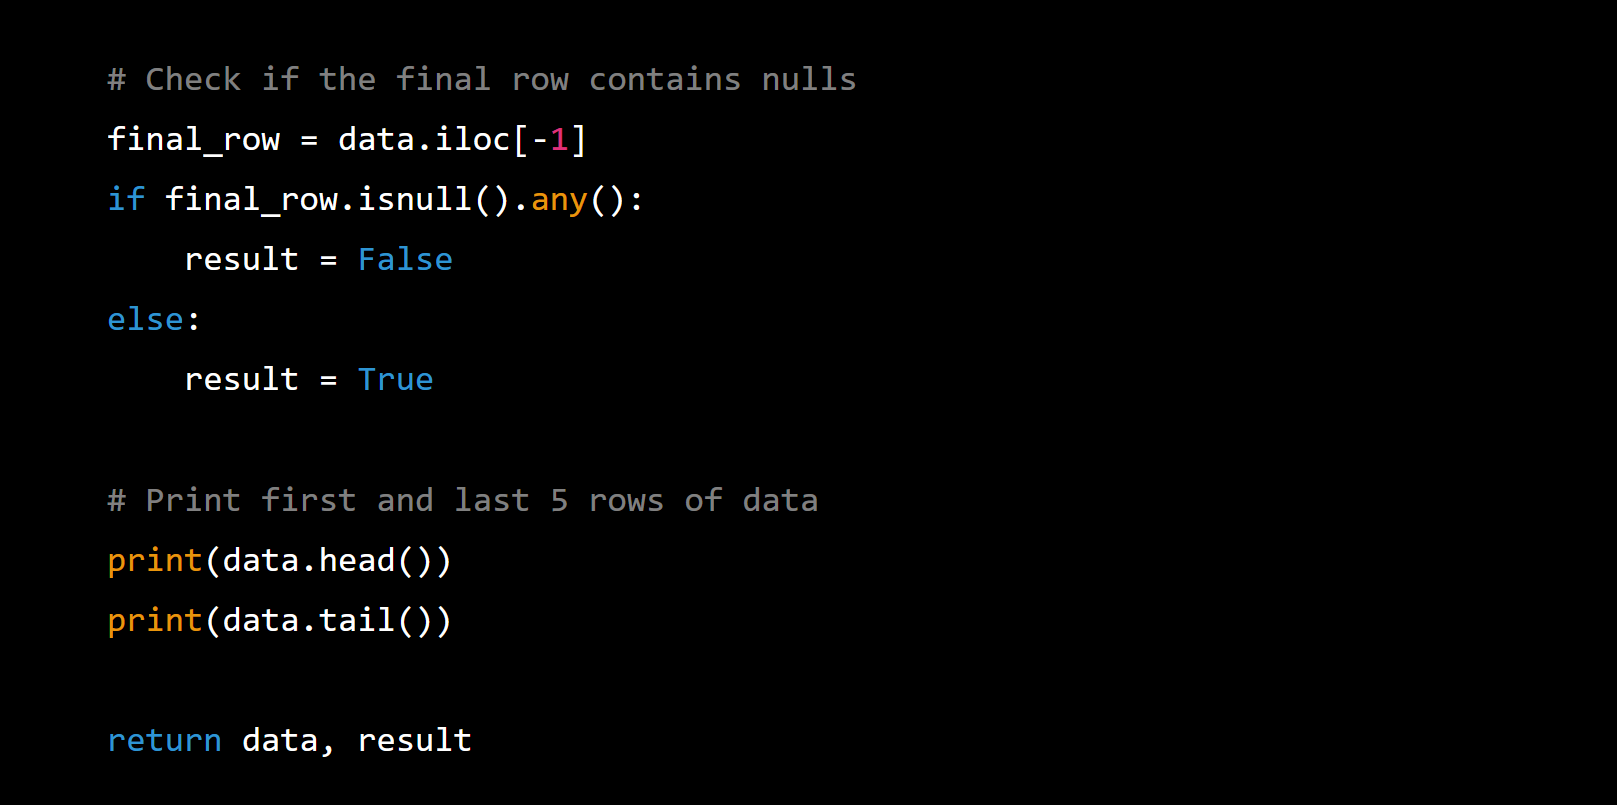 # Check if the final row contains nulls
final_row = data.iloc[-1]
if final_row.isnull().any():
    result = False
else:
    result = True
# Print first and last 5 rows of data
print(data.head())
print(data.tail())
return data, result